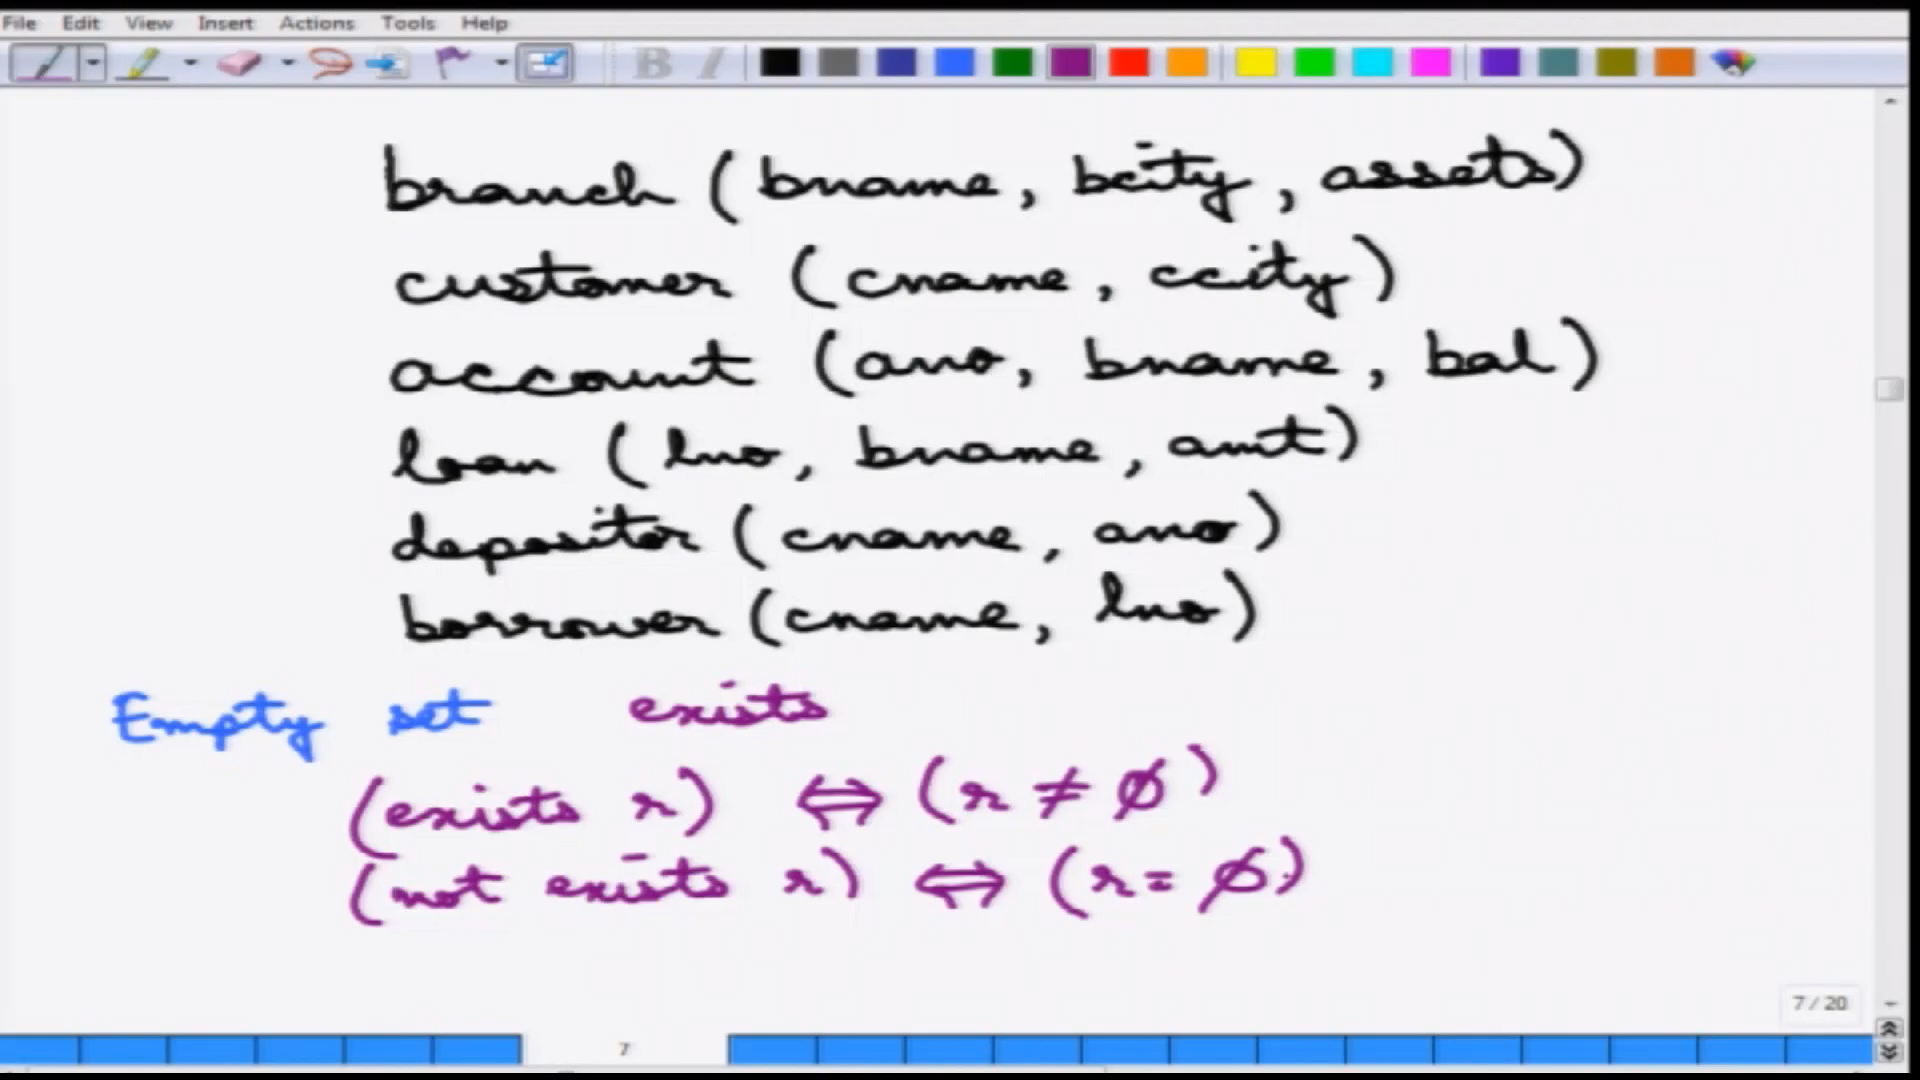 File Edit View Insert Actions Tools Help
B I
branch (bname, bcity, assets)
customer (cname, ccity)
account (ano, bname, bal)
loan (lno, bname, amt)
depositor (cname, ano)
borrower (cname, lno)
Empty set exists
(exists r) ⇔ (r ≠ ∅)
(not exists r) ⇔ (r = ∅)
7 / 20
7